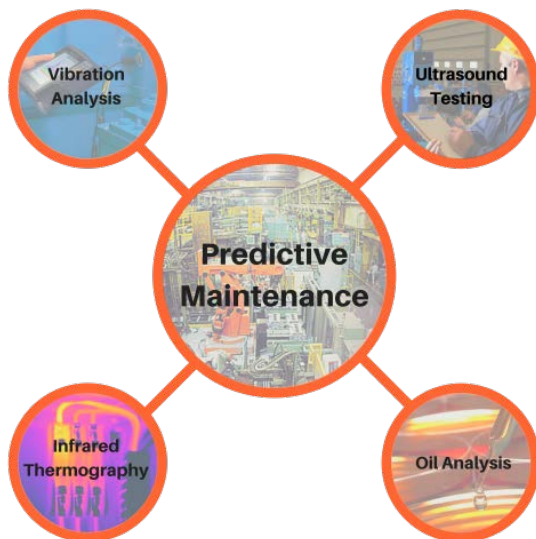 Vibration
Analysis
Ultrasound
Testing
Predictive
Maintenance
Infrared
Thermography
Oil Analysis